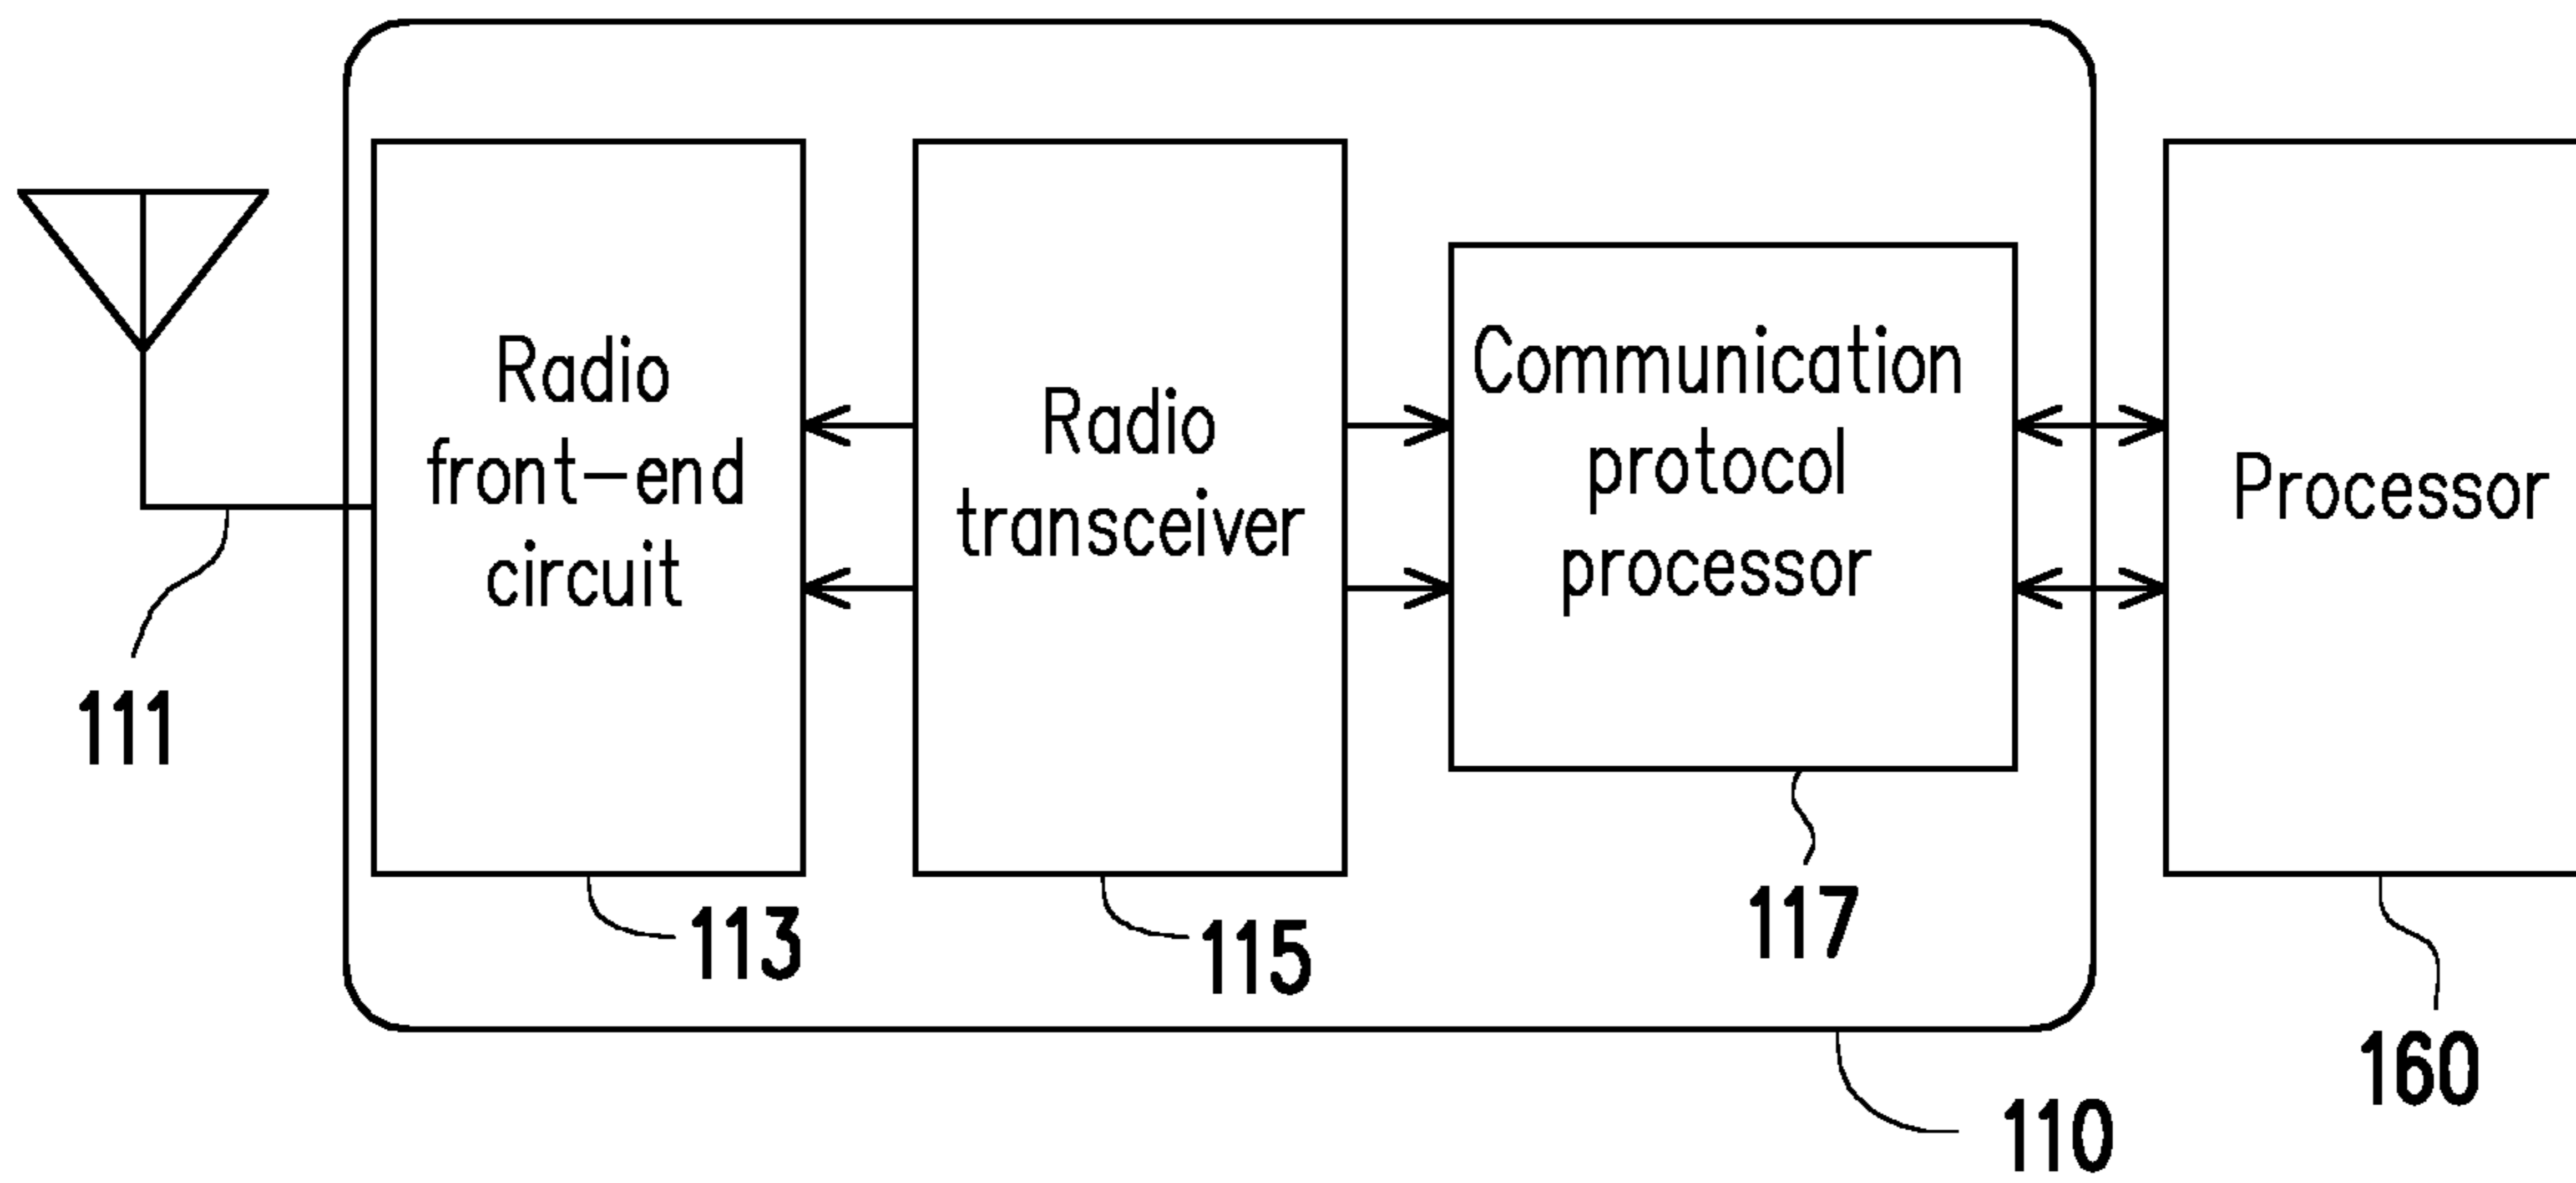 Radio
front-end
circuit
Radio
transceiver
Communication
protocol
processor
Processor
111
113
115
117
160
110